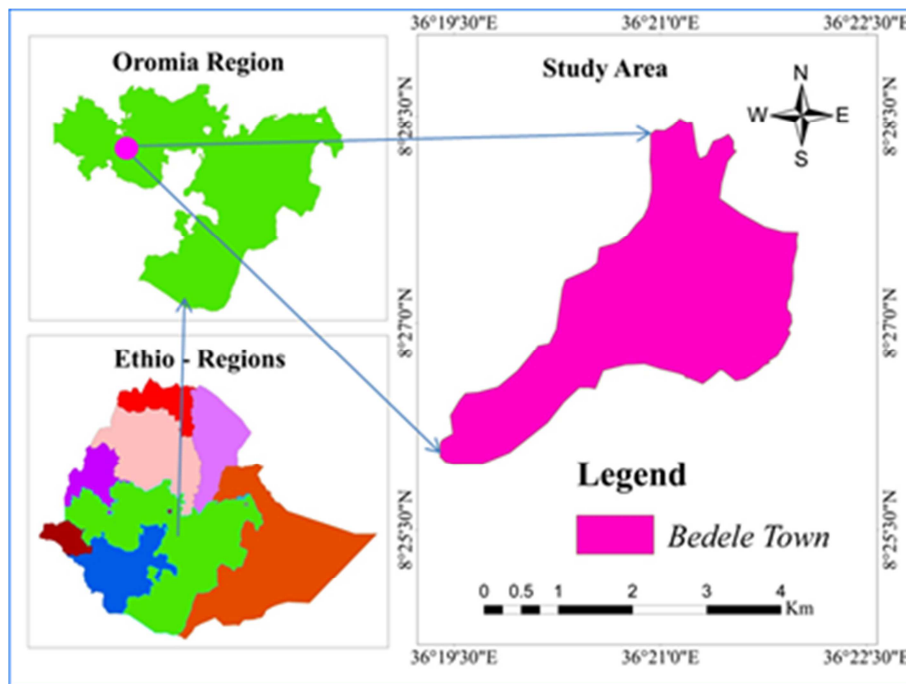 36°19'30"E 36°21'0"E 36°22'30"E
Oromia Region
Study Area
N
W E
S
8°28'30"N 8°28'30"N
8°27'0"N 8°27'0"N
Ethio - Regions
Legend
Bedele Town
8°25'30"N 8°25'30"N
0 0.5 1 2 3 4
Km
36°19'30"E 36°21'0"E 36°22'30"E